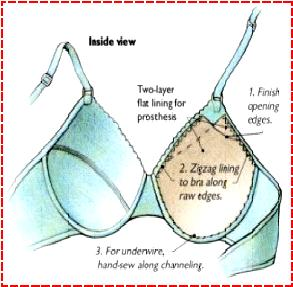 Inside view
Two-layer
flat lining for
prosthesis
1. Finish
opening
edges.
2. Zigzag lining
to bra along
raw edges.
3. For underwire,
hand-sew along channeling.